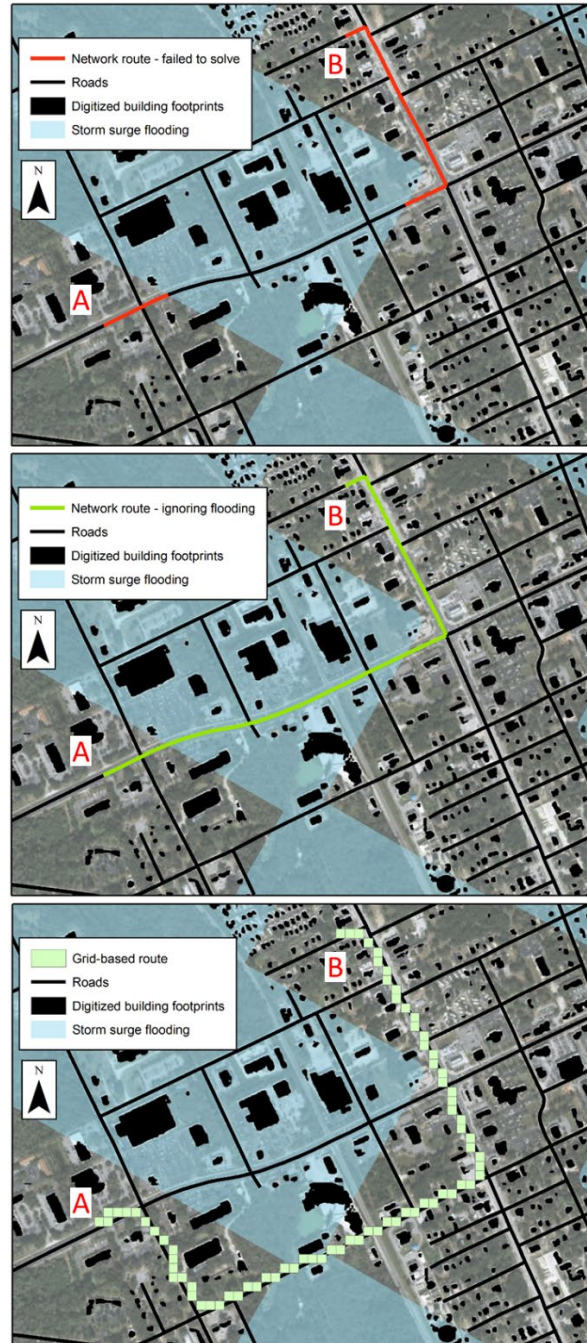 B
Network route - failed to solve
Roads
Digitized building footprints
Storm surge flooding
N
A
Network route - ignoring flooding
B
Roads
Digitized building footprints
Storm surge flooding
N
A
Grid-based route
B
Roads
Digitized building footprints
Storm surge flooding
N
A